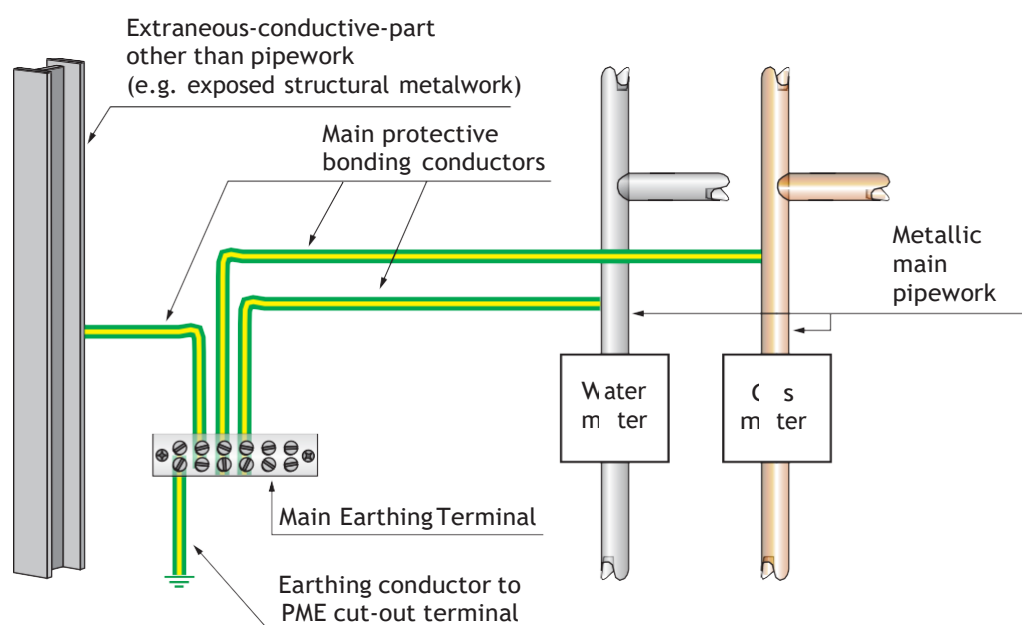 Extraneous-conductive-part
other than pipework
(e.g. exposed structural metalwork)
Main protective
bonding conductors
Metallic
main
pipework
Water
m ter
G s
m ter
Main Earthing Terminal
Earthing conductor to
PME cut-out terminal